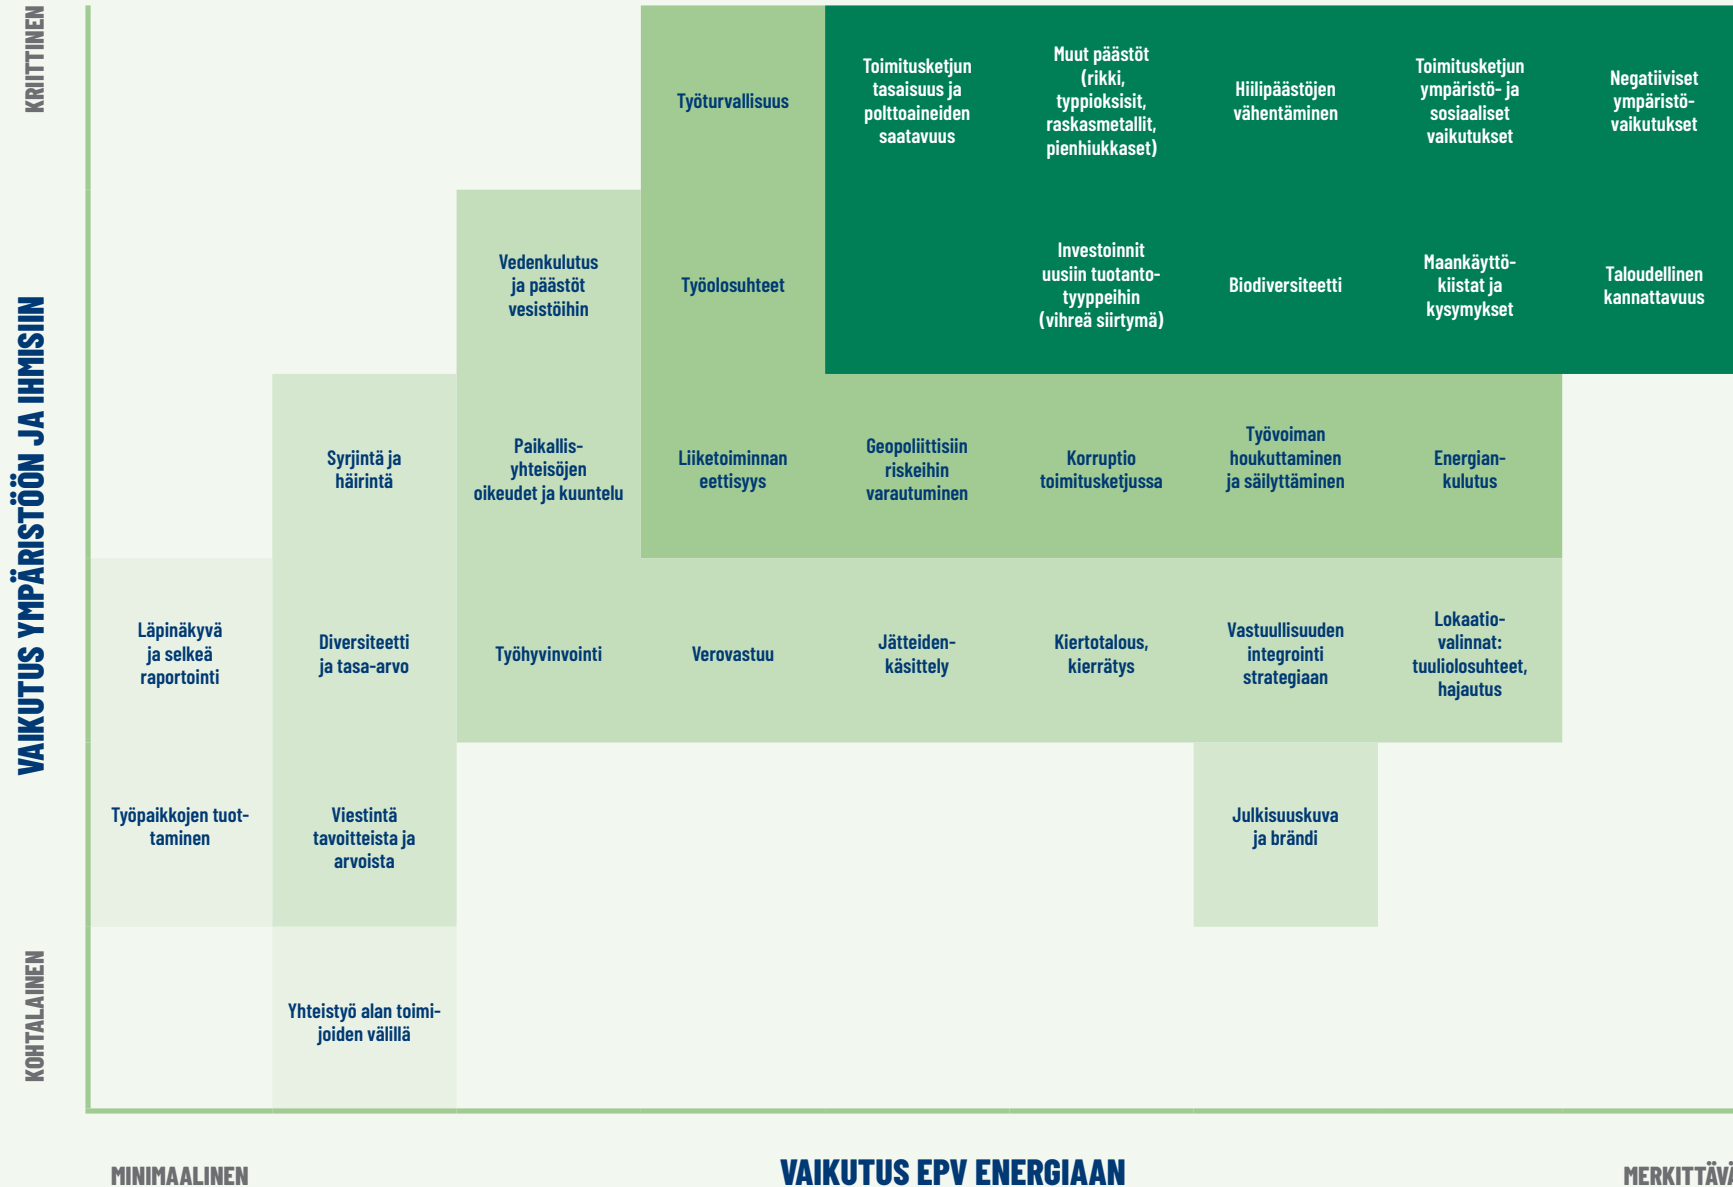 KRIITTINEN
VAIKUTUS YMPÄRISTÖÖN JA IHMISIIN
KOHTALAINEN
Työturvallisuus
Toimitusketjun
tasaisuus ja
polttoaineiden
saatavuus
Muut päästöt
(rikki,
typpioksisit,
raskasmetallit,
pienhiukkaset)
Hiilipäästöjen
vähentäminen
Toimitusketjun
ympäristö- ja
sosiaaliset
vaikutukset
Negatiiviset
ympäristö-
vaikutukset
Vedenkulutus
ja päästöt
vesistöihin
Työolosuhteet
Investoinnit
uusiin tuotanto-
tyyppeihin
(vihreä siirtymä)
Biodiversiteetti
Maankäyttö-
kiistat ja
kysymykset
Taloudellinen
kannattavuus
Syrjintä ja
häirintä
Paikallis-
yhteisöjen
oikeudet ja kuuntelu
Liiketoiminnan
eettisyys
Geopoliittisiin
riskeihin
varautuminen
Korruptio
toimitusketjussa
Työvoiman
houkuttaminen
ja säilyttäminen
Energian-
kulutus
Läpinäkyvä
ja selkeä
raportointi
Diversiteetti
ja tasa-arvo
Työhyvinvointi
Verovastuu
Jätteiden-
käsittely
Kiertotalous,
kierrätys
Vastuullisuuden
integrointi
strategiaan
Lokaatio-
valinnat:
tuuliolosuhteet,
hajautus
Työpaikkojen tuot-
taminen
Viestintä
tavoitteista ja
arvoista
Julkisuuskuva
ja brändi
Yhteistyö alan toimi-
joiden välillä
MINIMAALINEN
VAIKUTUS EPV ENERGIAAN
MERKITTÄVÄ